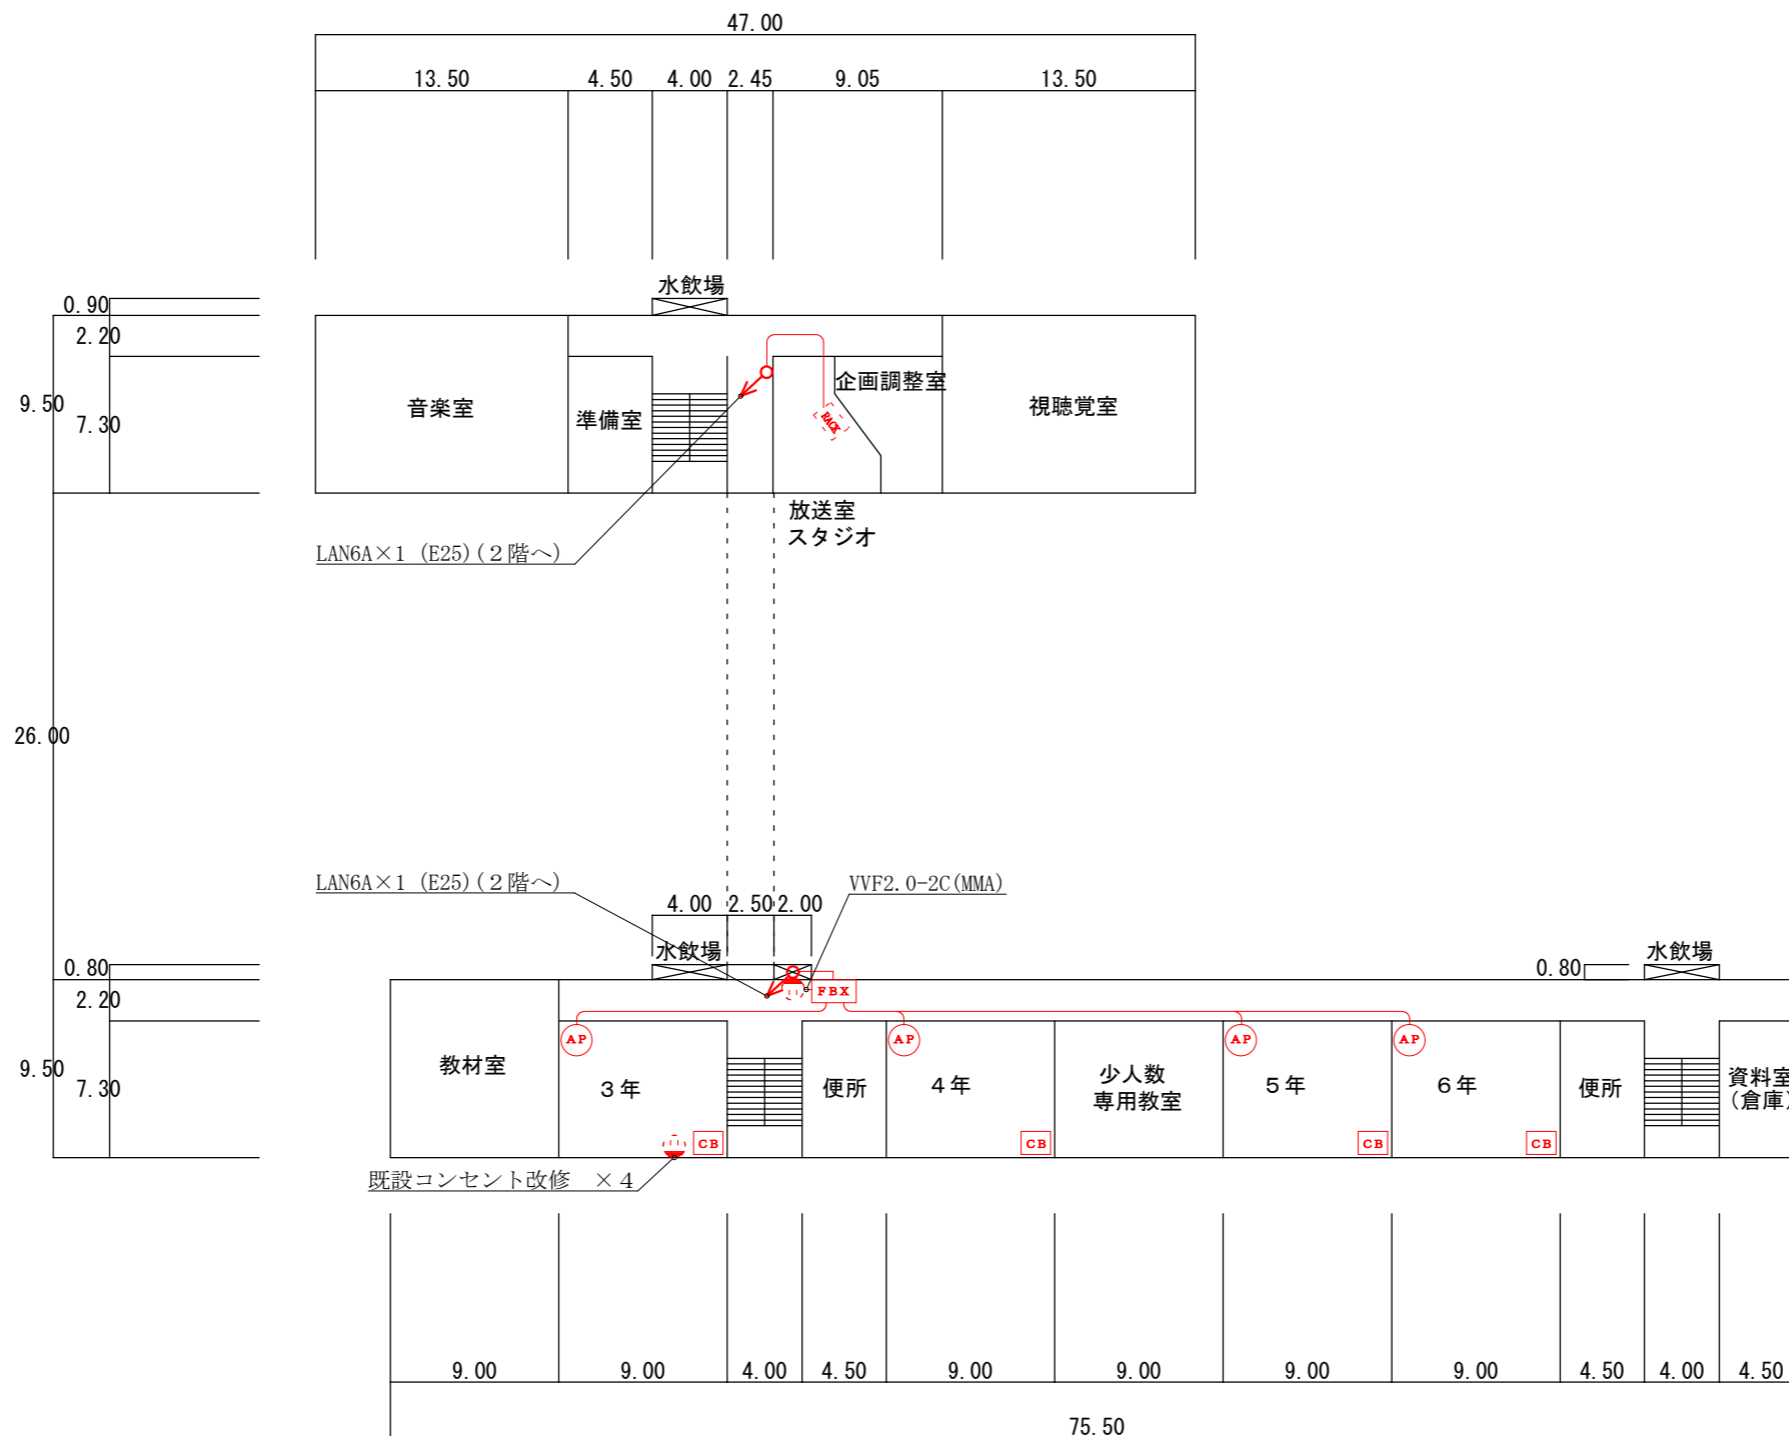 47.00
13.50 4.50 4.00 2.45 9.05 13.50
水飲場
0.90
2.20
9.50
7.30
音楽室
準備室
企画調整室
視聴覚室
RACK
放送室
スタジオ
LAN6A×1 (E25)(２階へ)
26.00
LAN6A×1 (E25)(２階へ)
VVF2.0-2C(MMA)
4.00 2.50 2.00
水飲場
水飲場
0.80
0.80
2.20
9.50
7.30
FBX
AP AP AP AP
教材室
３年
便所
４年
少人数
専用教室
５年
６年
便所
資料室
（倉庫）
CB CB CB CB
既設コンセント改修　×４
9.00 9.00 4.00 4.50 9.00 9.00 9.00 9.00 4.50 4.00 4.50
75.50